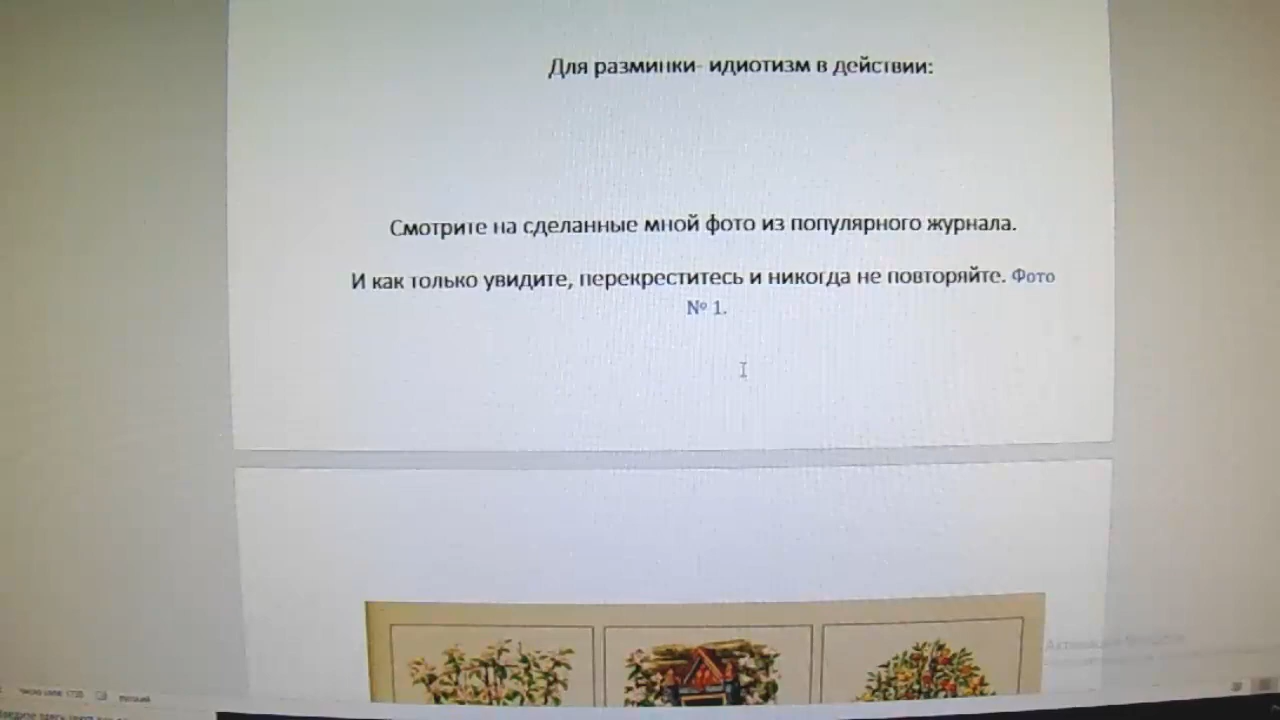 Для разминки- идиотизм в действии:
Смотрите на сделанные мной фото из популярного журнала.
И как только увидите, перекреститесь и никогда не повторяйте. Фото
№ 1.